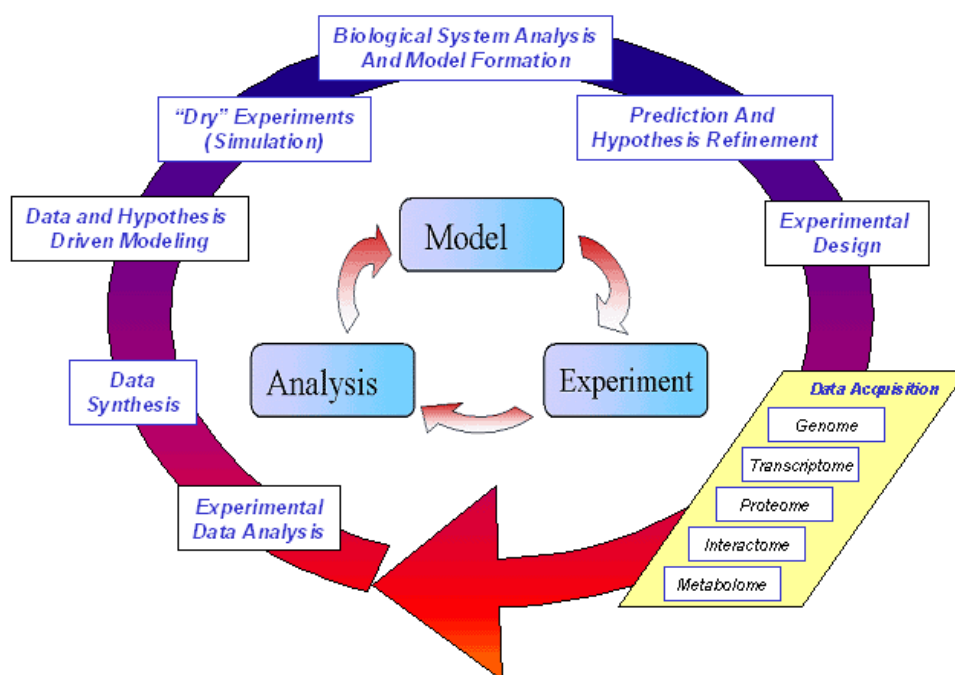 Biological System Analysis
And Model Formation
“Dry” Experiments
(Simulation)
Prediction And
Hypothesis Refinement
Data and Hypothesis
Driven Modeling
Experimental
Design
Model
Analysis
Experiment
Data
Synthesis
Data Acquisition
Genome
Transcriptome
Proteome
Interactome
Metabolome
Experimental
Data Analysis